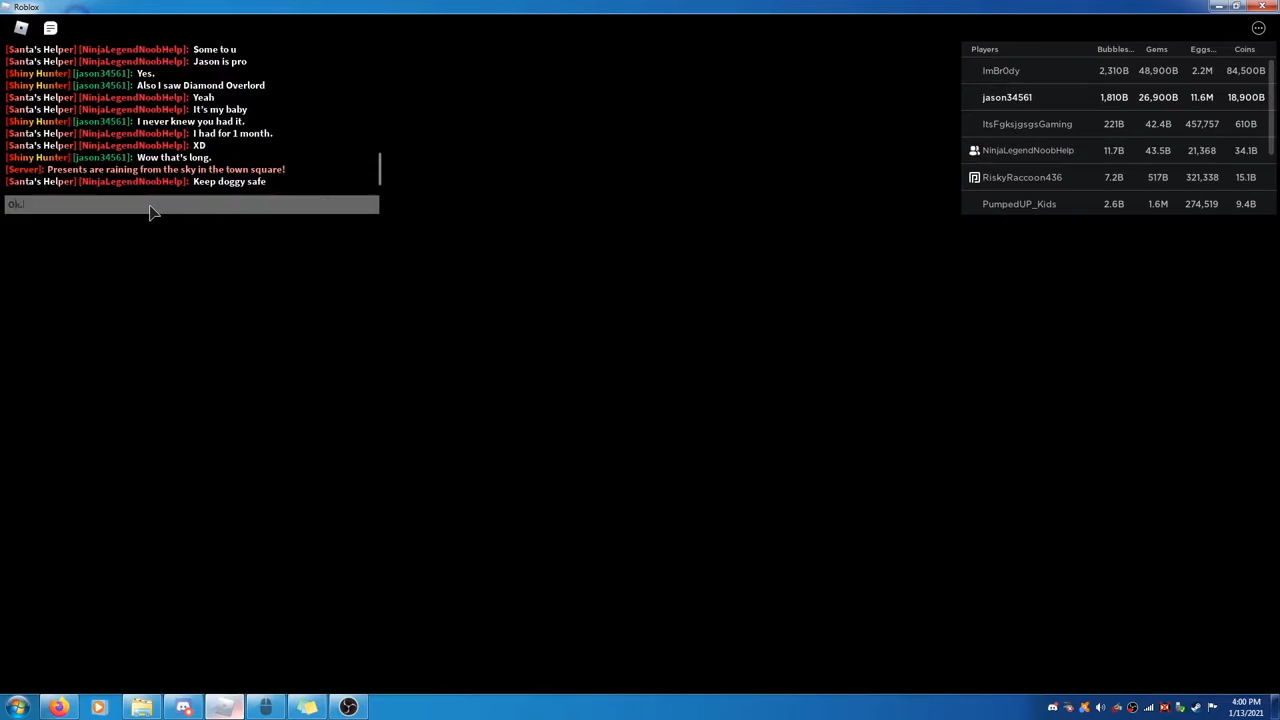 Roblox
[Santa's Helper] [NinjaLegendNoobHelp]: Some to u
[Santa's Helper] [NinjaLegendNoobHelp]: Jason is pro
[Shiny Hunter] [jason34561]: Yes.
[Shiny Hunter] [jason34561]: Also I saw Diamond Overlord
[Santa's Helper] [NinjaLegendNoobHelp]: Yeah
[Santa's Helper] [NinjaLegendNoobHelp]: It's my baby
[Shiny Hunter] [jason34561]: I never knew you had it.
[Santa's Helper] [NinjaLegendNoobHelp]: I had for 1 month.
[Santa's Helper] [NinjaLegendNoobHelp]: XD
[Shiny Hunter] [jason34561]: Wow that's long.
[Server]: Presents are raining from the sky in the town square!
[Santa's Helper] [NinjaLegendNoobHelp]: Keep doggy safe
Ok.
Players Bubbles... Gems Eggs... Coins
ImBr0dy 2,310B 48,900B 2.2M 84,500B
jason34561 1,810B 26,900B 11.6M 18,900B
ItsFgksjgsgsGaming 221B 42.4B 457,757 610B
NinjaLegendNoobHelp 11.7B 43.5B 21,368 34.1B
RiskyRaccoon436 7.2B 517B 321,338 15.1B
PumpedUP_Kids 2.6B 1.6M 274,519 9.4B
4:00 PM
1/13/2021